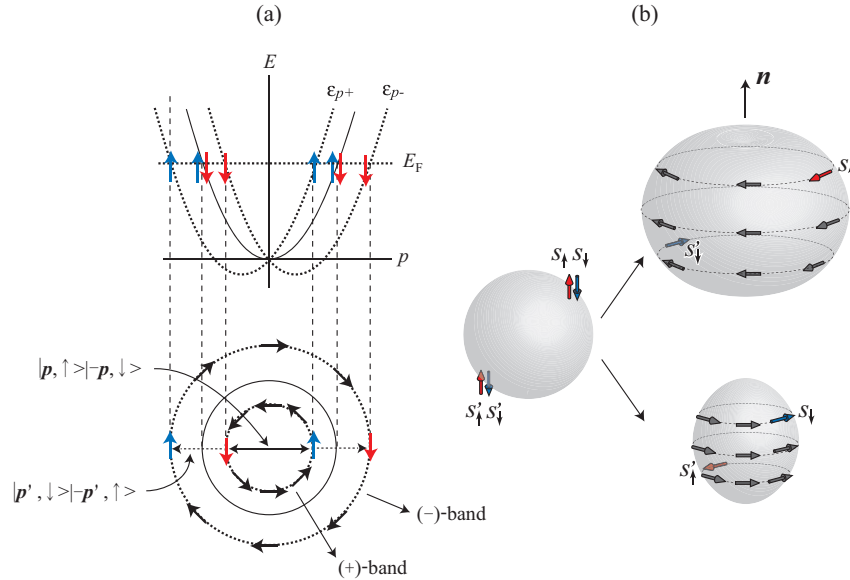 (a)
E
εp+
εp-
EF
p
|p, ↑ >|−p, ↓ >
|p' , ↓ >|−p' , ↑ >
(−)-band
(+)-band
(b)
n
S↑ S↓
S'↑ S'↓
S'↓
S↓
S'↑